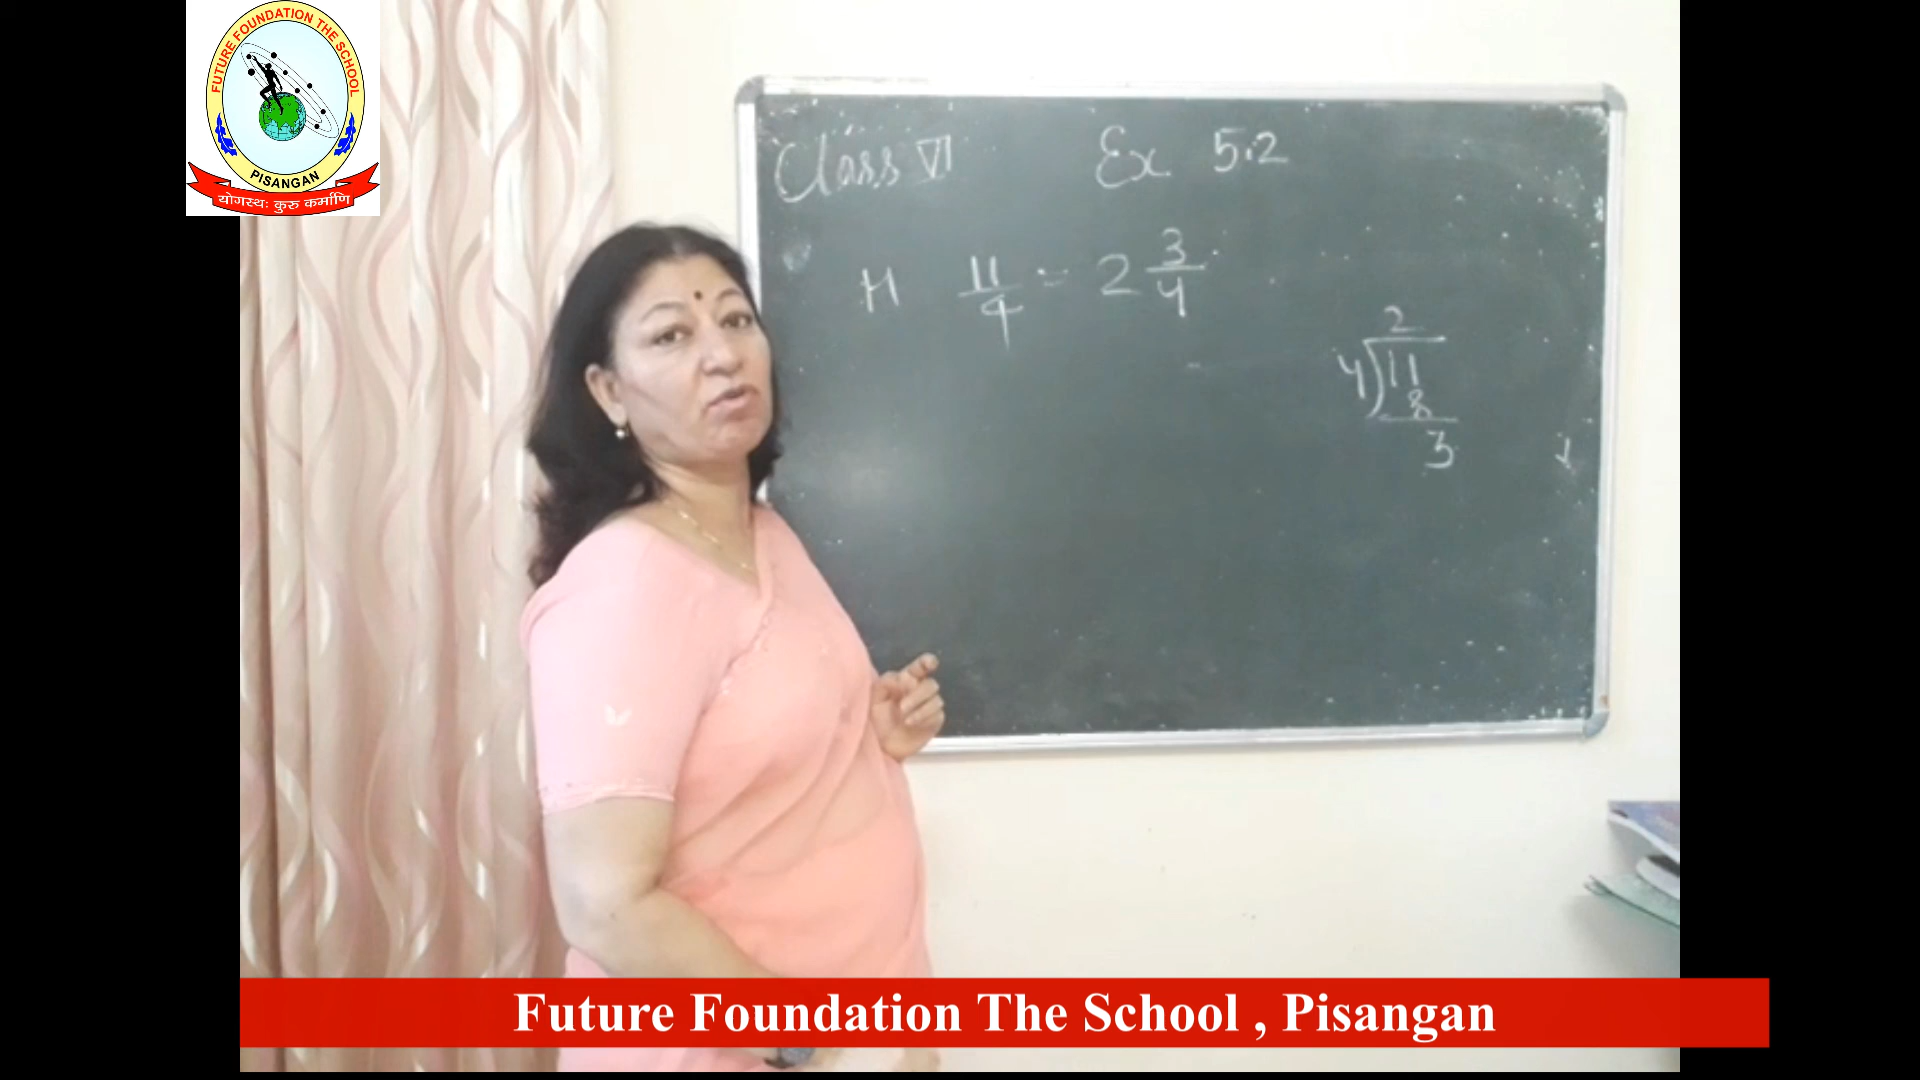 FUTURE FOUNDATION THE SCHOOL
PISANGAN
योगस्थः कुरु कर्माणि
Class VI Ex 5.2
H 11/4 = 2 3/4
2
4)11
8
3
Future Foundation The School , Pisangan